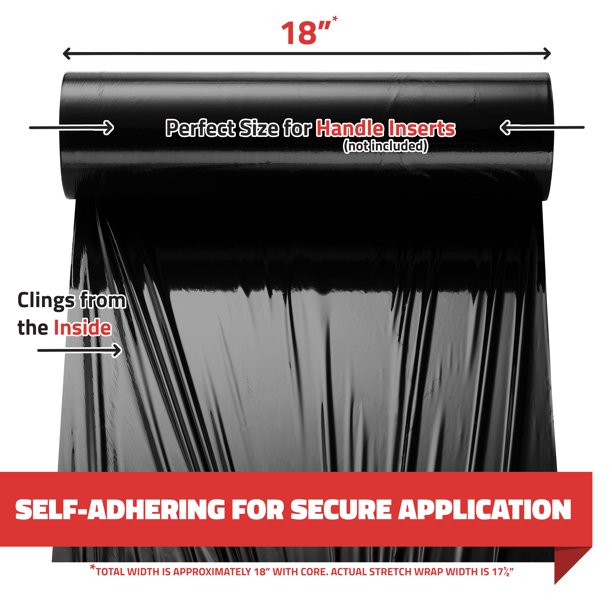 18"*
Perfect Size for Handle Inserts
(not included)
Clings from
the Inside
SELF-ADHERING FOR SECURE APPLICATION
*TOTAL WIDTH IS APPROXIMATELY 18" WITH CORE. ACTUAL STRETCH WRAP WIDTH IS 17½"